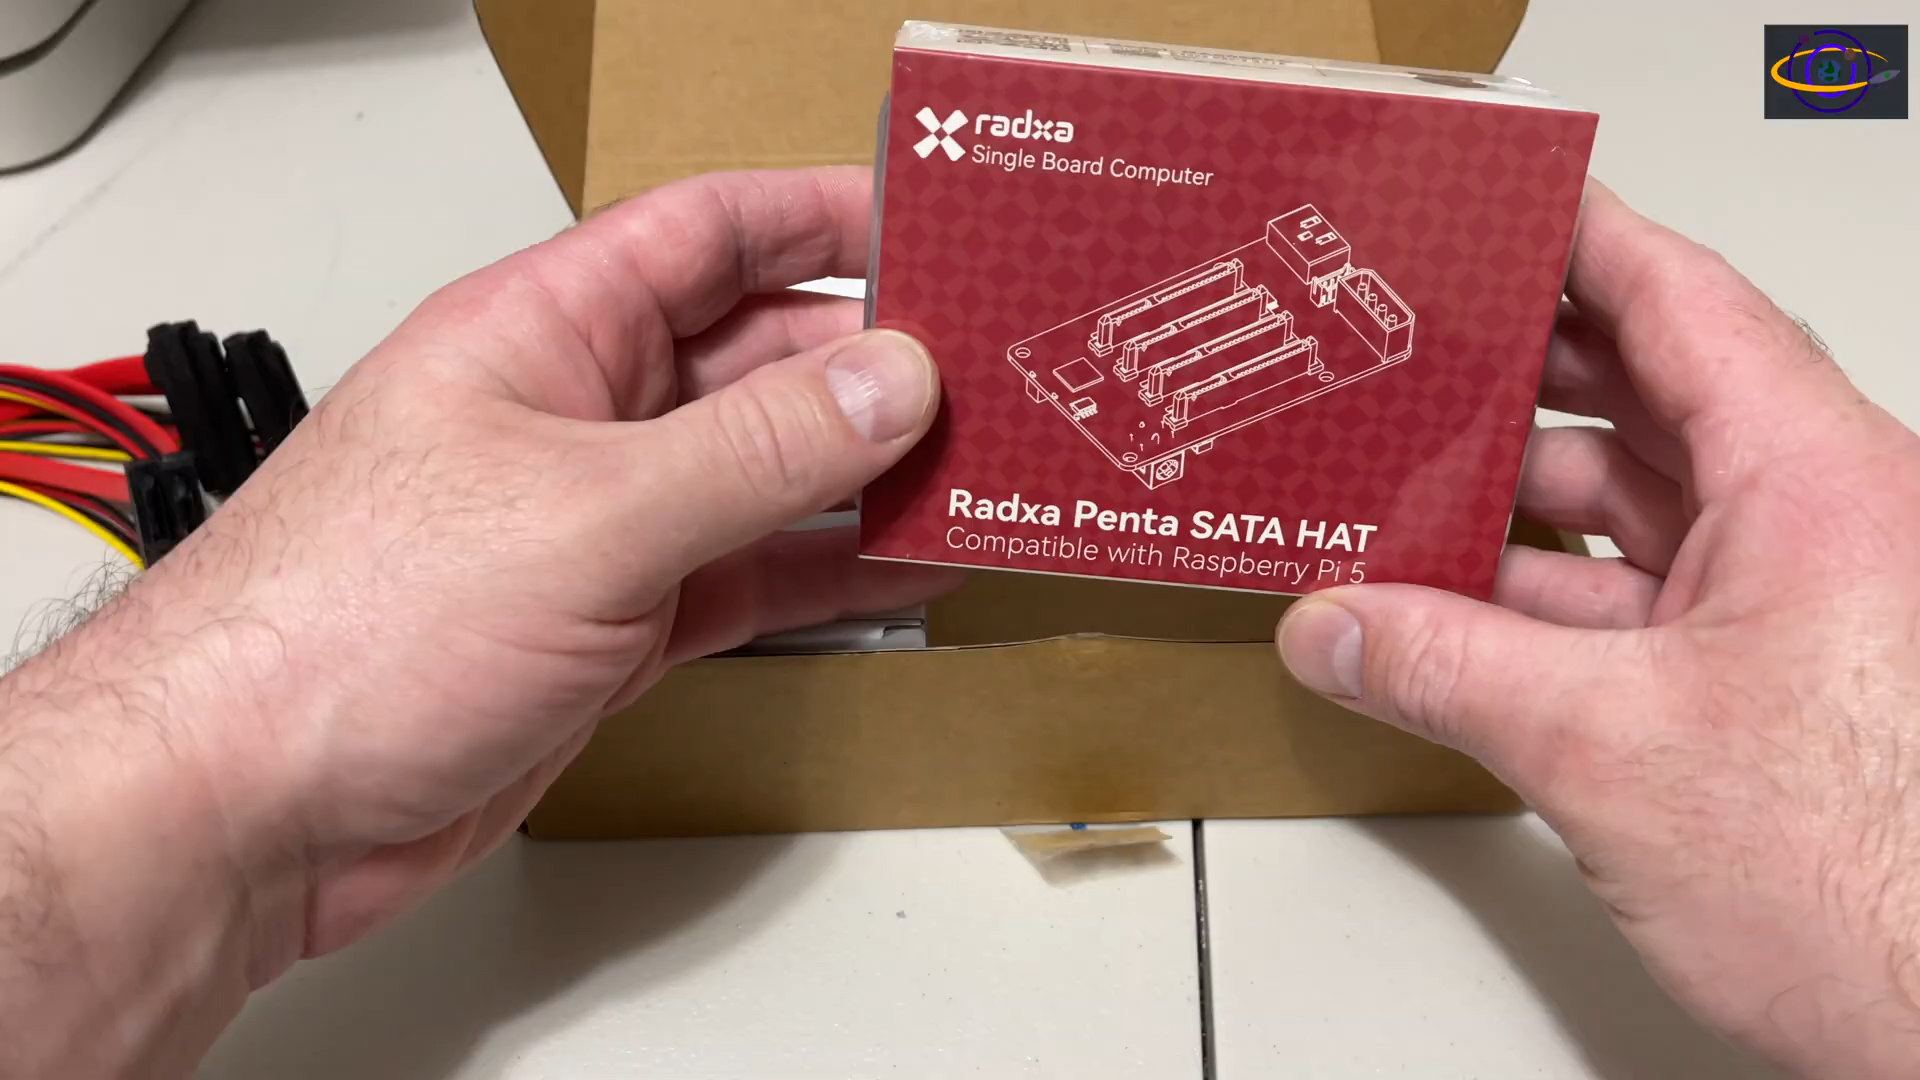 radxa
Single Board Computer
Radxa Penta SATA HAT
Compatible with Raspberry Pi 5